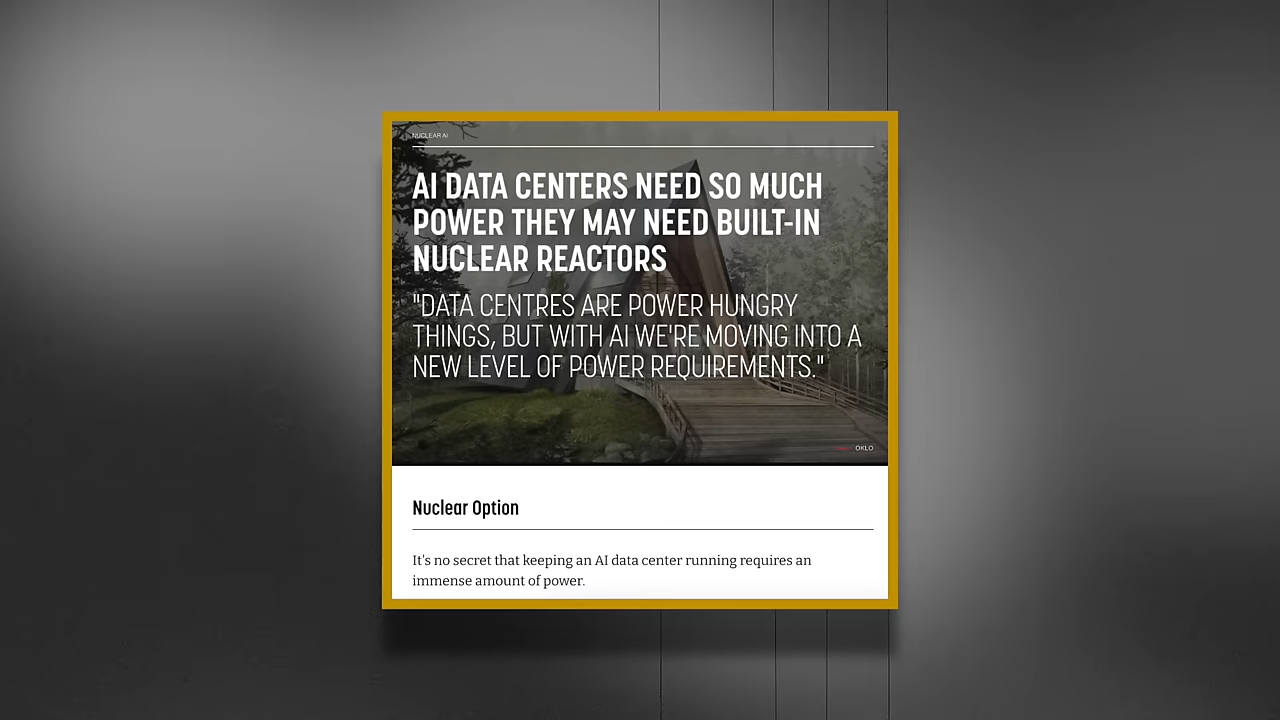 NUCLEAR AI
AI DATA CENTERS NEED SO MUCH
POWER THEY MAY NEED BUILT-IN
NUCLEAR REACTORS
"DATA CENTRES ARE POWER HUNGRY
THINGS, BUT WITH AI WE'RE MOVING INTO A
NEW LEVEL OF POWER REQUIREMENTS."
OKLO
Nuclear Option
It's no secret that keeping an AI data center running requires an
immense amount of power.